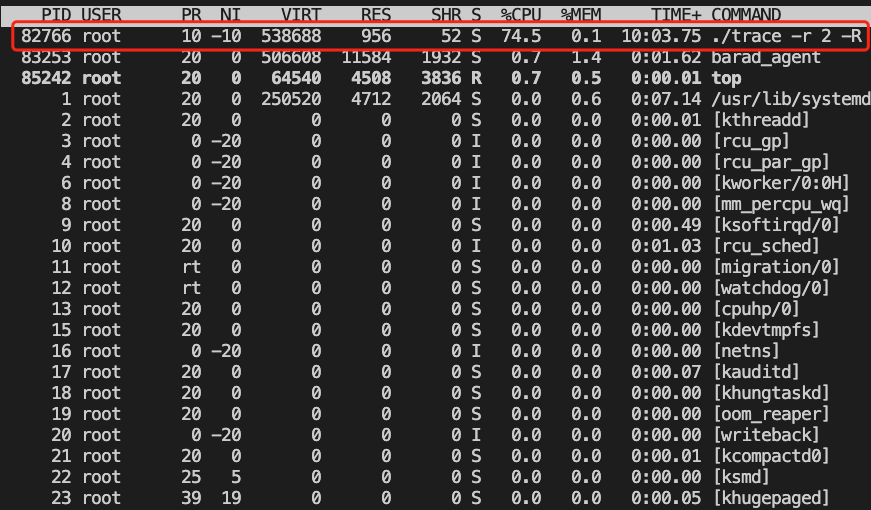 PID USER PR NI VIRT RES SHR S %CPU %MEM TIME+ COMMAND
82766 root 10 -10 538688 956 52 S 74.5 0.1 10:03.75 ./trace -r 2 -R
83253 root 20 0 506608 11584 1932 S 0.7 1.4 0:01.62 barad_agent
85242 root 20 0 64540 4508 3836 R 0.7 0.5 0:00.01 top
1 root 20 0 250520 4712 2064 S 0.0 0.6 0:07.14 /usr/lib/systemd
2 root 20 0 0 0 0 S 0.0 0.0 0:00.01 [kthreadd]
3 root 0 -20 0 0 0 I 0.0 0.0 0:00.00 [rcu_gp]
4 root 0 -20 0 0 0 I 0.0 0.0 0:00.00 [rcu_par_gp]
6 root 0 -20 0 0 0 I 0.0 0.0 0:00.00 [kworker/0:0H]
8 root 0 -20 0 0 0 I 0.0 0.0 0:00.00 [mm_percpu_wq]
9 root 20 0 0 0 0 S 0.0 0.0 0:00.49 [ksoftirqd/0]
10 root 20 0 0 0 0 I 0.0 0.0 0:01.03 [rcu_sched]
11 root rt 0 0 0 0 S 0.0 0.0 0:00.00 [migration/0]
12 root rt 0 0 0 0 S 0.0 0.0 0:00.00 [watchdog/0]
13 root 20 0 0 0 0 S 0.0 0.0 0:00.00 [cpuhp/0]
15 root 20 0 0 0 0 S 0.0 0.0 0:00.00 [kdevtmpfs]
16 root 0 -20 0 0 0 I 0.0 0.0 0:00.00 [netns]
17 root 20 0 0 0 0 S 0.0 0.0 0:00.07 [kauditd]
18 root 20 0 0 0 0 S 0.0 0.0 0:00.00 [khungtaskd]
19 root 20 0 0 0 0 S 0.0 0.0 0:00.00 [oom_reaper]
20 root 0 -20 0 0 0 I 0.0 0.0 0:00.00 [writeback]
21 root 20 0 0 0 0 S 0.0 0.0 0:00.01 [kcompactd0]
22 root 25 5 0 0 0 S 0.0 0.0 0:00.00 [ksmd]
23 root 39 19 0 0 0 S 0.0 0.0 0:00.05 [khugepaged]